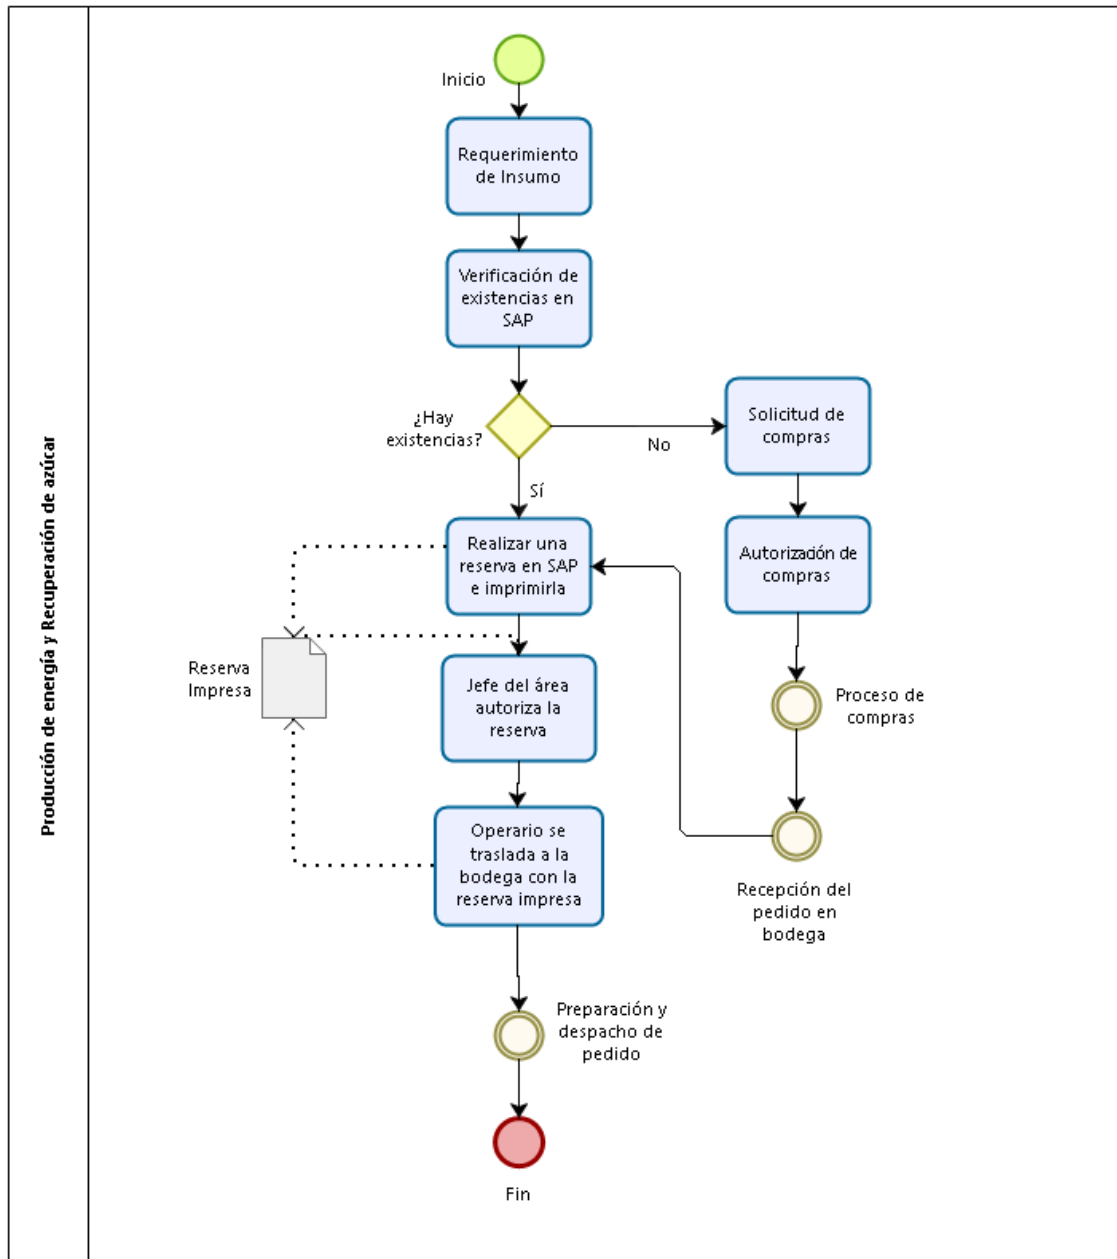 Producción de energía y Recuperación de azúcar
Inicio
Requerimiento
de Insumo
Verificación de
existencias en
SAP
¿Hay
existencias?
No
Sí
Solicitud de
compras
Autorización de
compras
Proceso de
compras
Recepción del
pedido en
bodega
Realizar una
reserva en SAP
e imprimirla
Reserva
Impresa
Jefe del área
autoriza la
reserva
Operario se
traslada a la
bodega con la
reserva impresa
Preparación y
despacho de
pedido
Fin